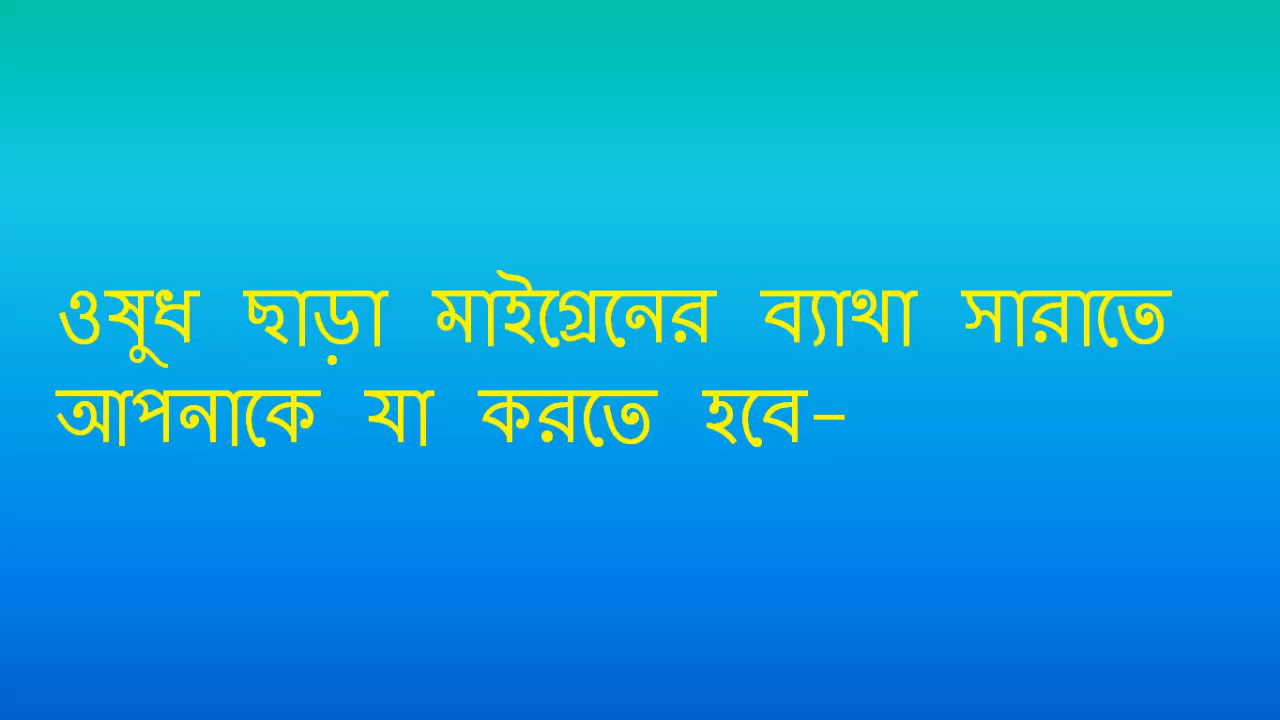 ওষুধ ছাড়া মাইগ্রেনের ব্যাথা সারাতে
আপনাকে যা করতে হবে-